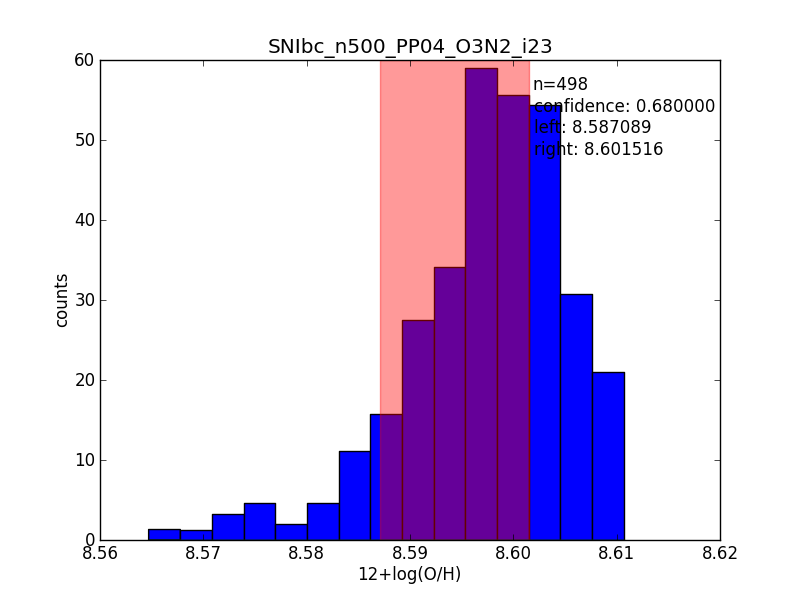 SNIbc_n500_PP04_O3N2_i23
60
50
40
30
20
10
0
counts
n=498
confidence: 0.680000
left: 8.587089
right: 8.601516
8.56 8.57 8.58 8.59 8.60 8.61 8.62
12+log(O/H)